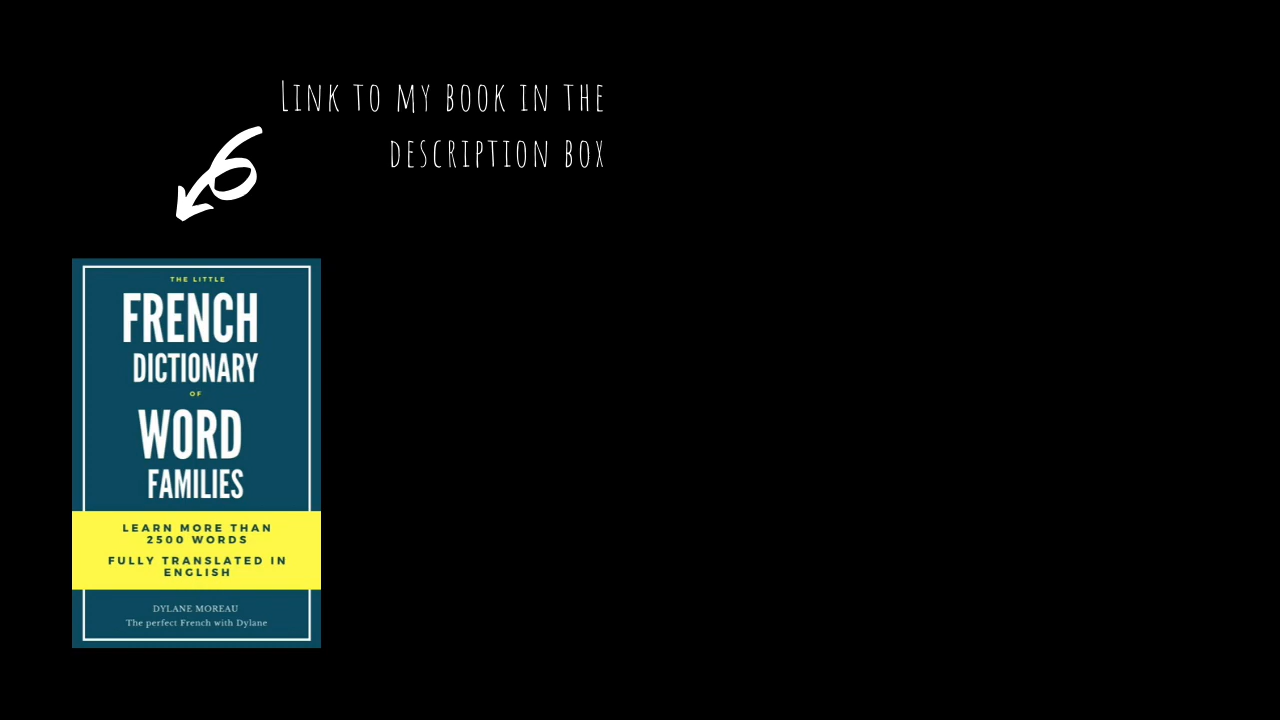 Link to my book in the
description box
THE LITTLE
FRENCH
DICTIONARY
OF
WORD
FAMILIES
LEARN MORE THAN
2500 WORDS
FULLY TRANSLATED IN
ENGLISH
DYLANE MOREAU
The perfect French with Dylane